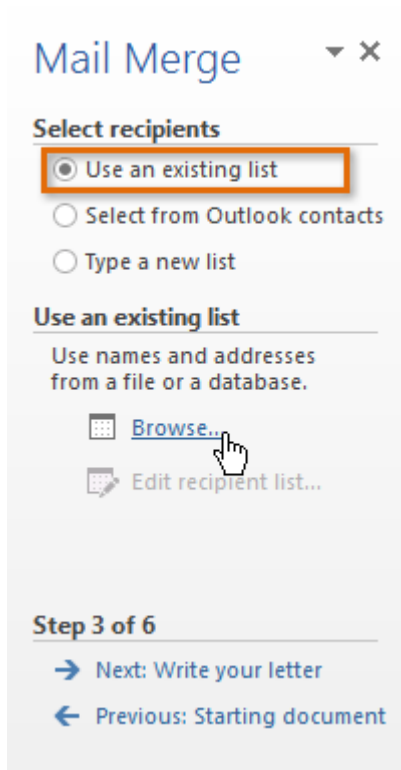 Mail Merge
Select recipients
Use an existing list
Select from Outlook contacts
Type a new list
Use an existing list
Use names and addresses
from a file or a database.
Browse...
Edit recipient list...
Step 3 of 6
Next: Write your letter
Previous: Starting document